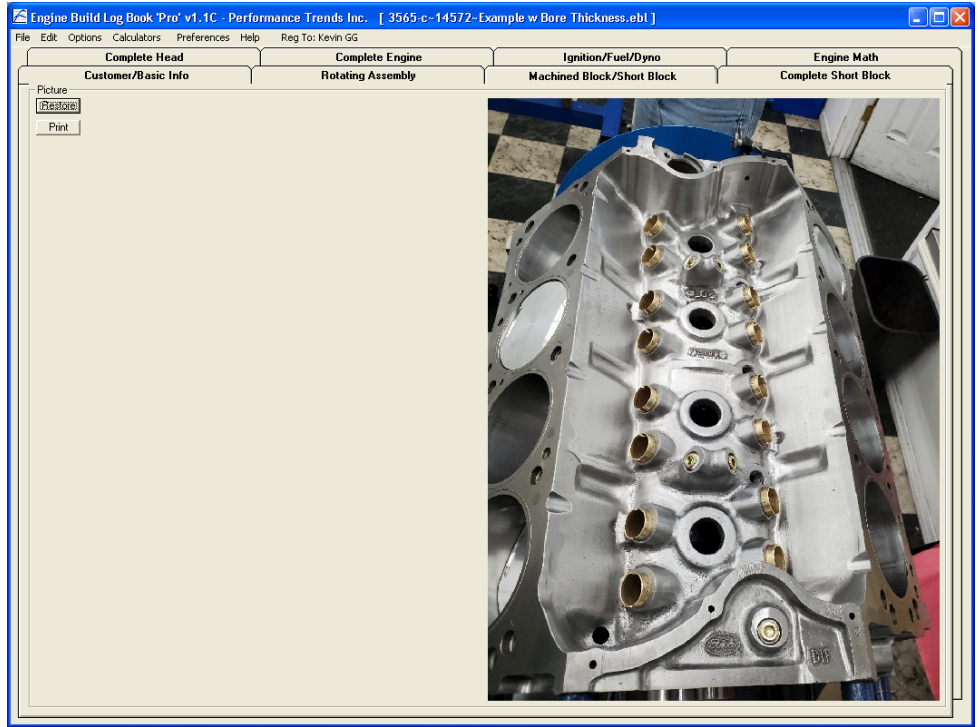 Engine Build Log Book 'Pro' v1.1C - Performance Trends Inc. [ 3565-c~14572~Example w Bore Thickness.ebl ]
File Edit Options Calculators Preferences Help Reg To: Kevin GG
Complete Head Complete Engine Ignition/Fuel/Dyno Engine Math
Customer/Basic Info Rotating Assembly Machined Block/Short Block Complete Short Block
Picture
Restore
Print